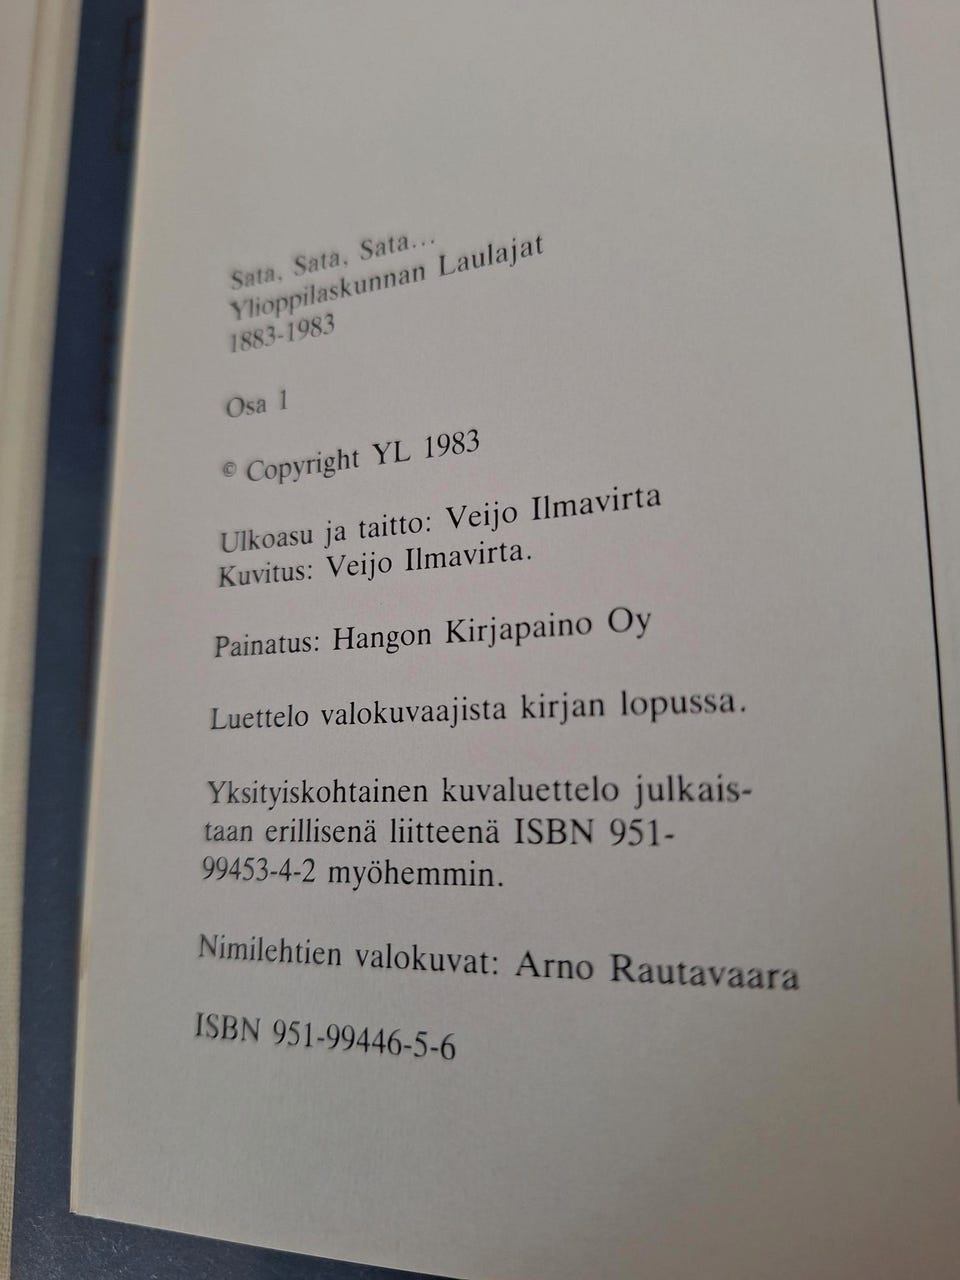 Sata, Sata, Sata...
Ylioppilaskunnan Laulajat
1883-1983
Osa 1
© Copyright YL 1983
Ulkoasu ja taitto: Veijo Ilmavirta
Kuvitus: Veijo Ilmavirta.
Painatus: Hangon Kirjapaino Oy
Luettelo valokuvaajista kirjan lopussa.
Yksityiskohtainen kuvaluettelo julkais-
taan erillisenä liitteenä ISBN 951-
99453-4-2 myöhemmin.
Nimilehtien valokuvat: Arno Rautavaara
ISBN 951-99446-5-6